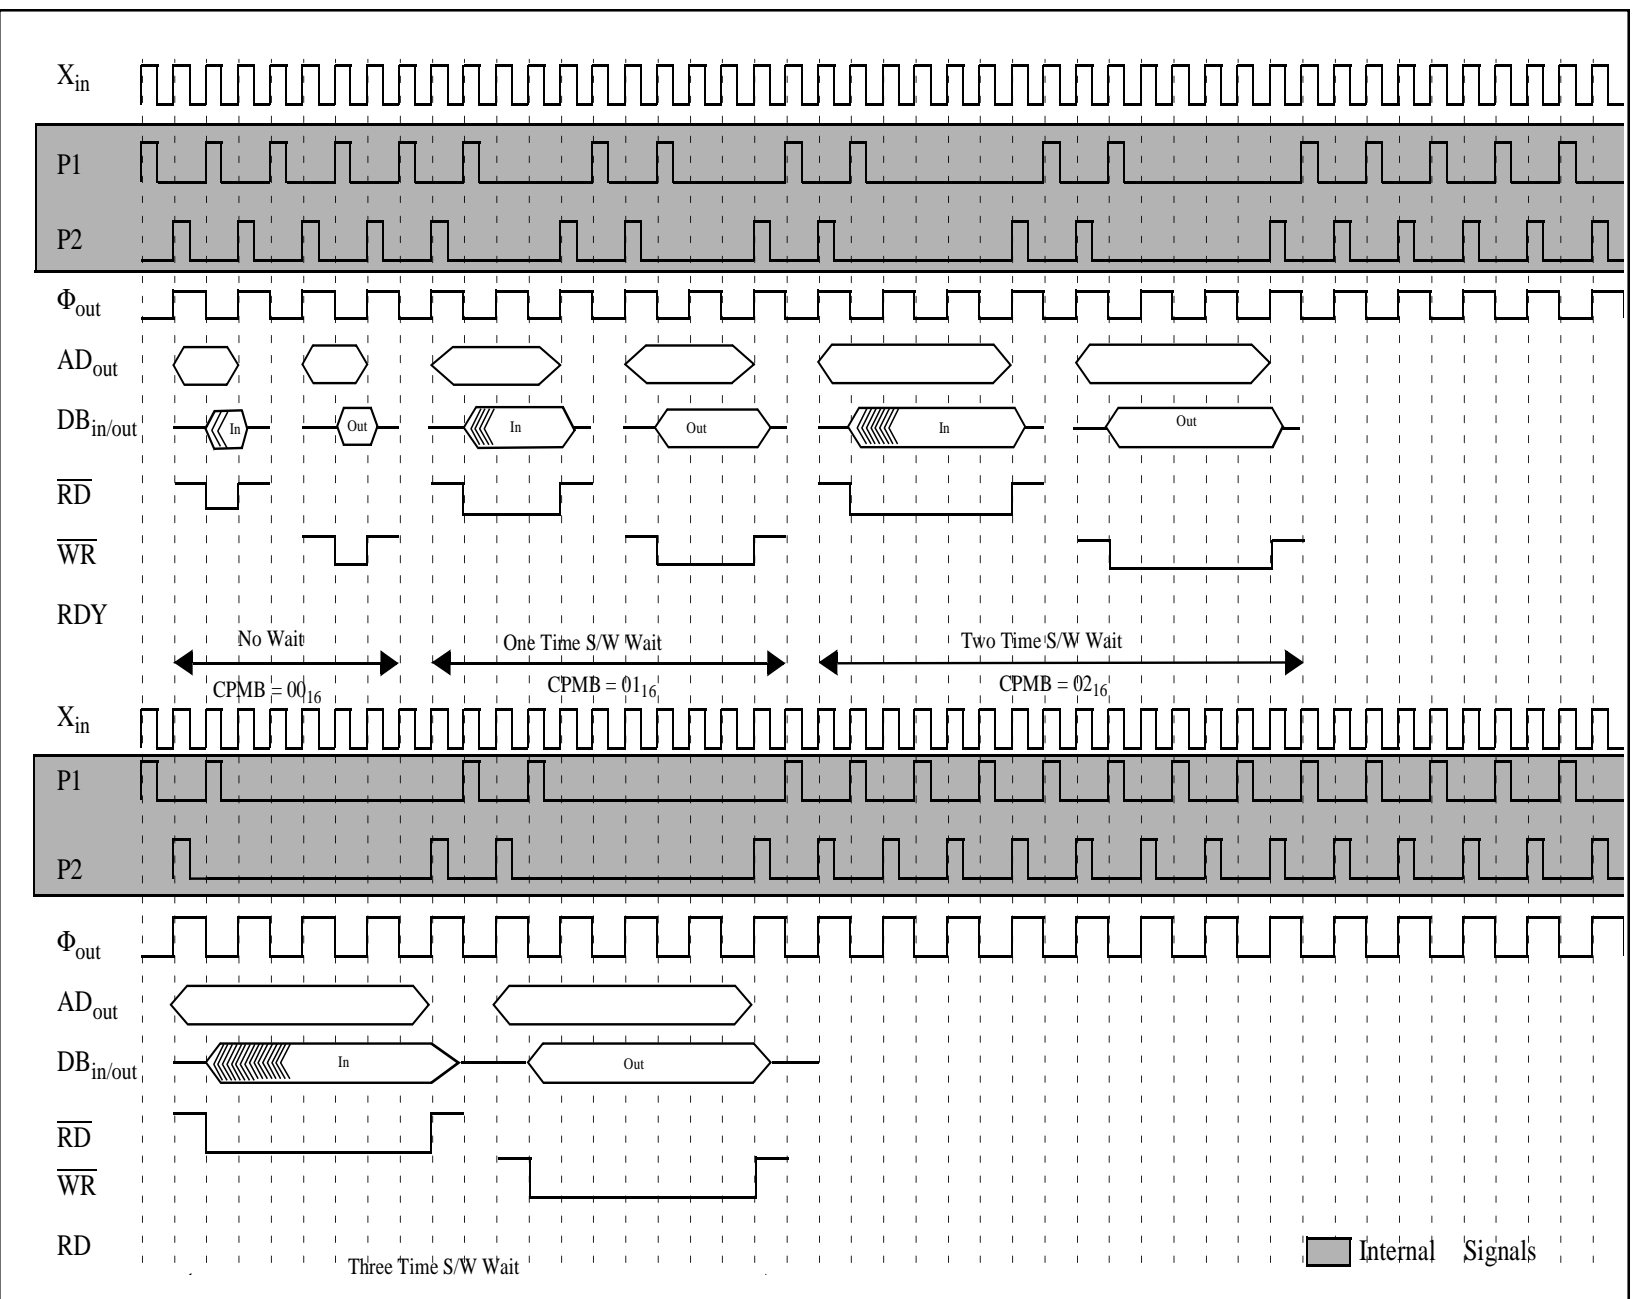 Xin
P1
P2
Φout
ADout
DBin/out In Out In Out In Out
RD
WR
RDY
No Wait One Time S/W Wait Two Time S/W Wait
CPMB = 0016 CPMB = 0116 CPMB = 0216
Xin
P1
P2
Φout
ADout
DBin/out In Out
RD
WR
RD
Internal Signals
Three Time S/W Wait